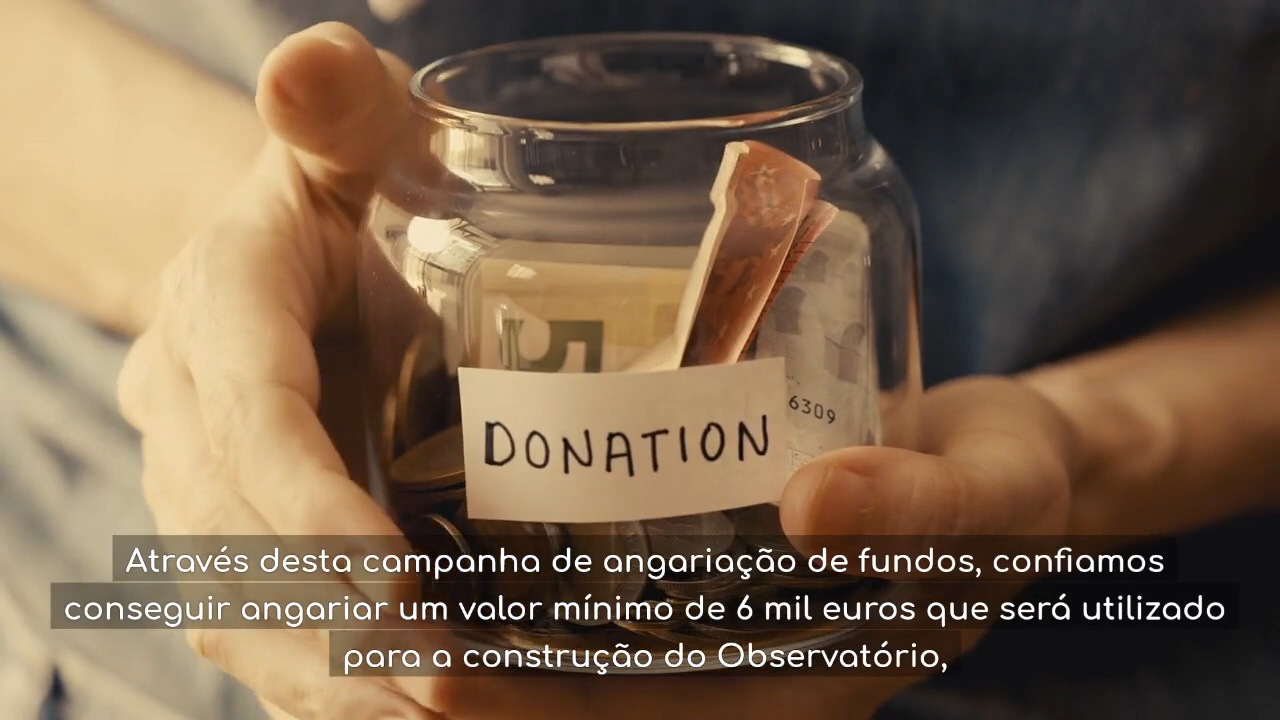 5
6309
DONATION
Através desta campanha de angariação de fundos, confiamos
conseguir angariar um valor mínimo de 6 mil euros que será utilizado
para a construção do Observatório,